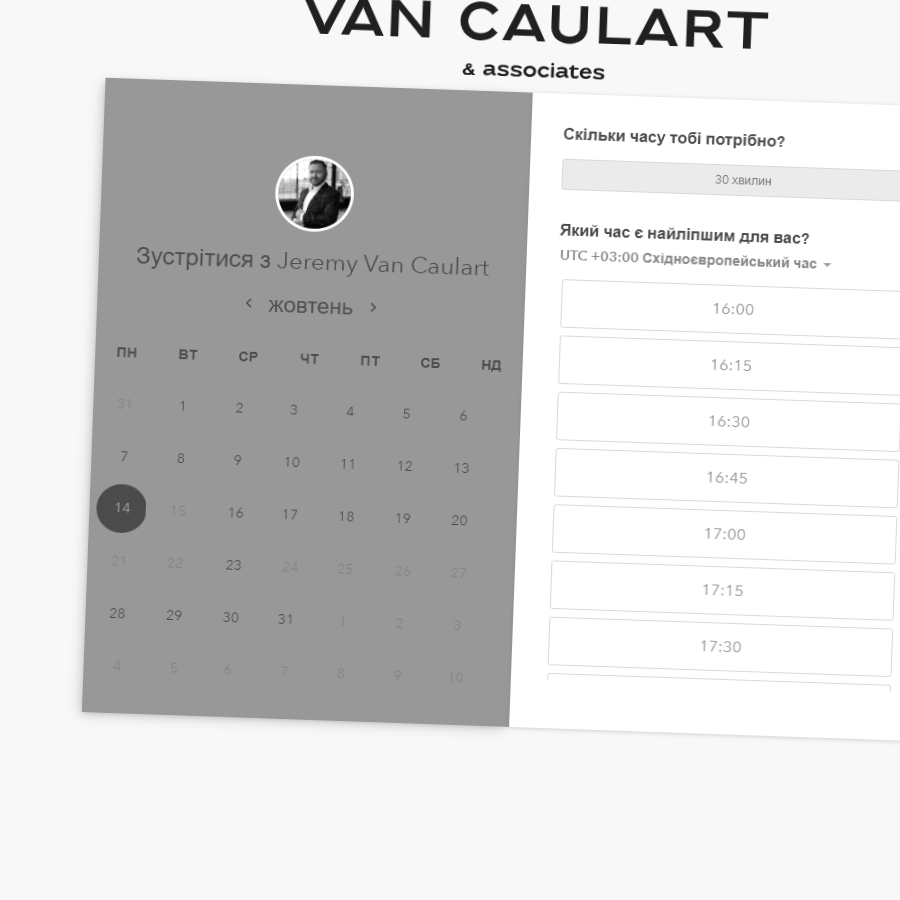 VAN CAULART
& associates
Зустрітися з Jeremy Van Caulart
жовтень
ПН ВТ СР ЧТ ПТ СБ НД
31 1 2 3 4 5 6
7 8 9 10 11 12 13
14 15 16 17 18 19 20
21 22 23 24 25 26 27
28 29 30 31 1 2 3
4 5 6 7 8 9 10
Скільки часу тобі потрібно?
30 хвилин
Який час є найліпшим для вас?
UTC +03:00 Східноєвропейський час
16:00
16:15
16:30
16:45
17:00
17:15
17:30